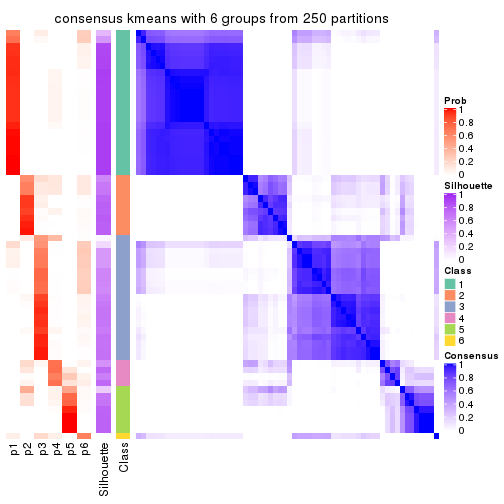 consensus kmeans with 6 groups from 250 partitions
Prob
1
0.8
0.6
0.4
0.2
0
Silhouette
1
0.8
0.6
0.4
0.2
0
Class
1
2
3
4
5
6
Consensus
1
0.8
0.6
0.4
0.2
0
p1
p2
p3
p4
p5
p6
Silhouette
Class